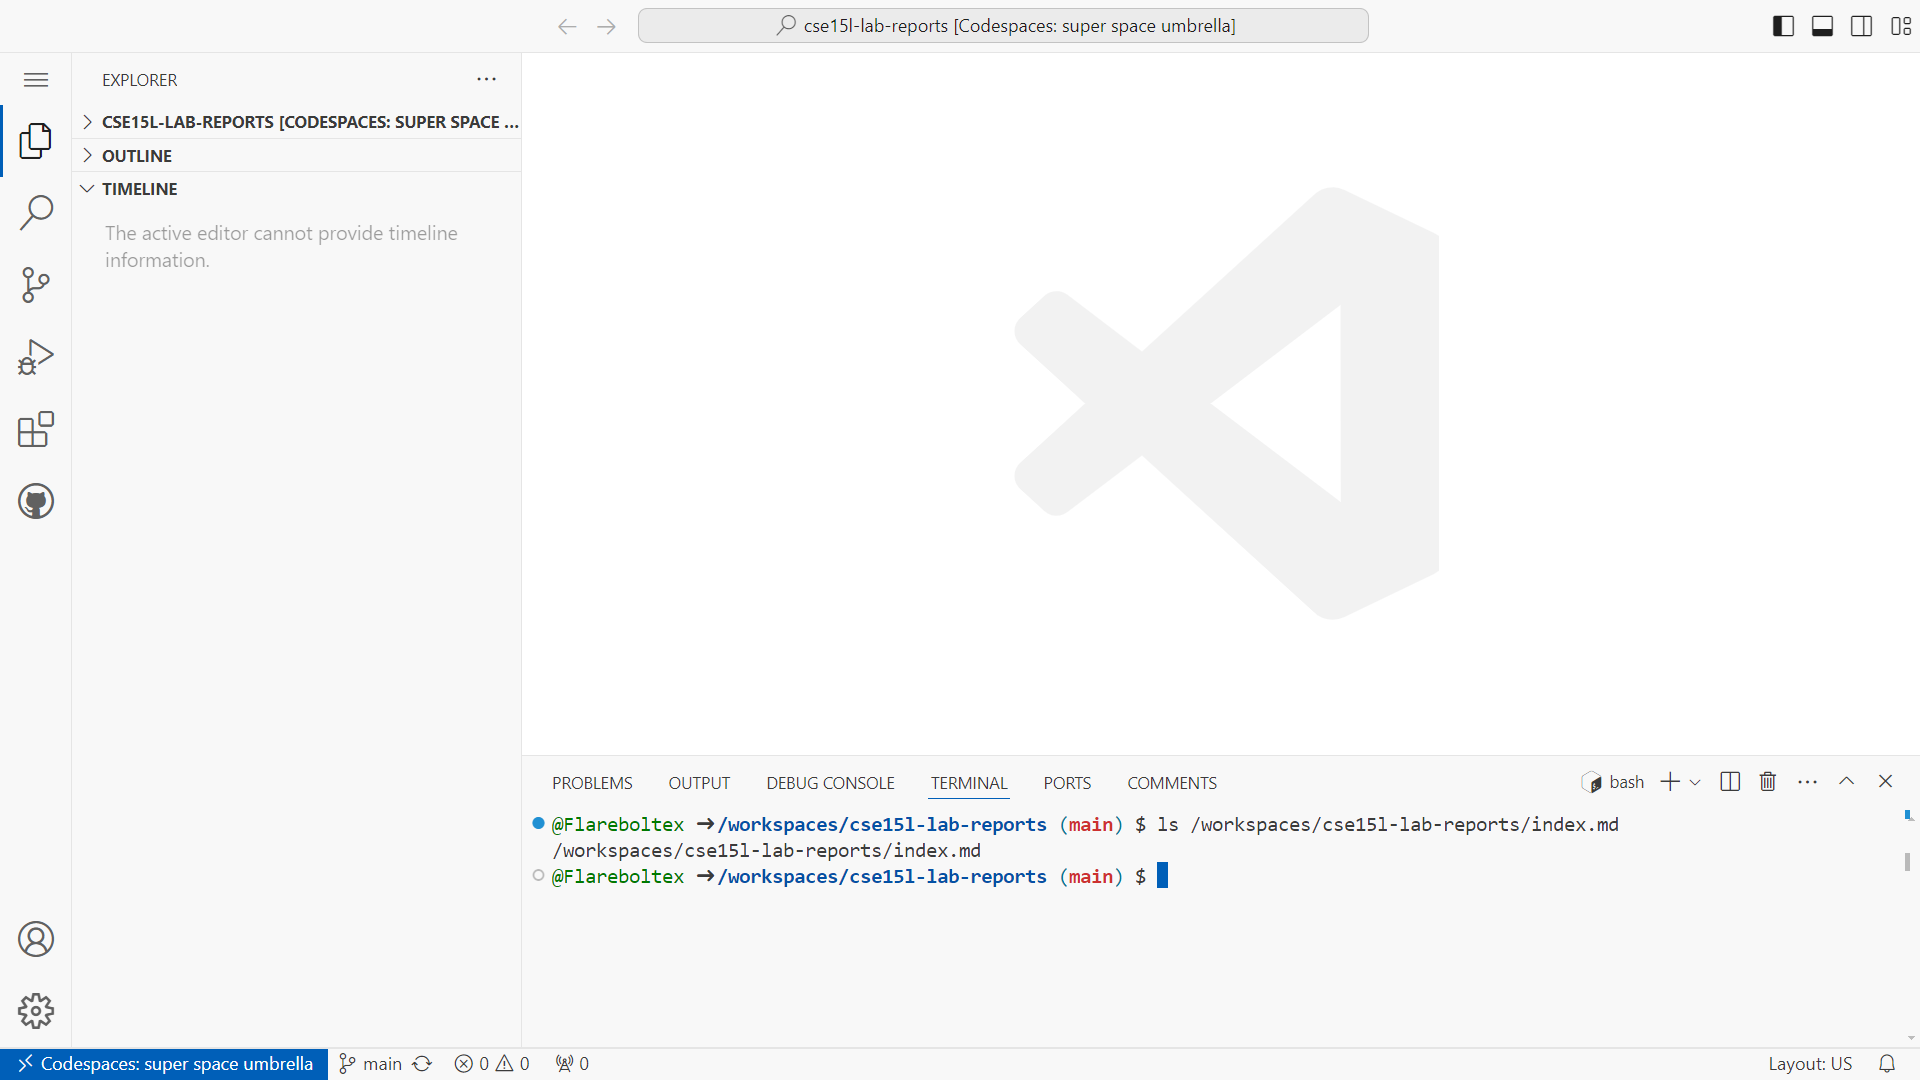 cse15l-lab-reports [Codespaces: super space umbrella]
EXPLORER
CSE15L-LAB-REPORTS [CODESPACES: SUPER SPACE ...
OUTLINE
TIMELINE
The active editor cannot provide timeline
information.
PROBLEMS OUTPUT DEBUG CONSOLE TERMINAL PORTS COMMENTS bash
@Flareboltex ➜/workspaces/cse15l-lab-reports (main) $ ls /workspaces/cse15l-lab-reports/index.md
/workspaces/cse15l-lab-reports/index.md
@Flareboltex ➜/workspaces/cse15l-lab-reports (main) $
Codespaces: super space umbrella main 0 0 0 Layout: US